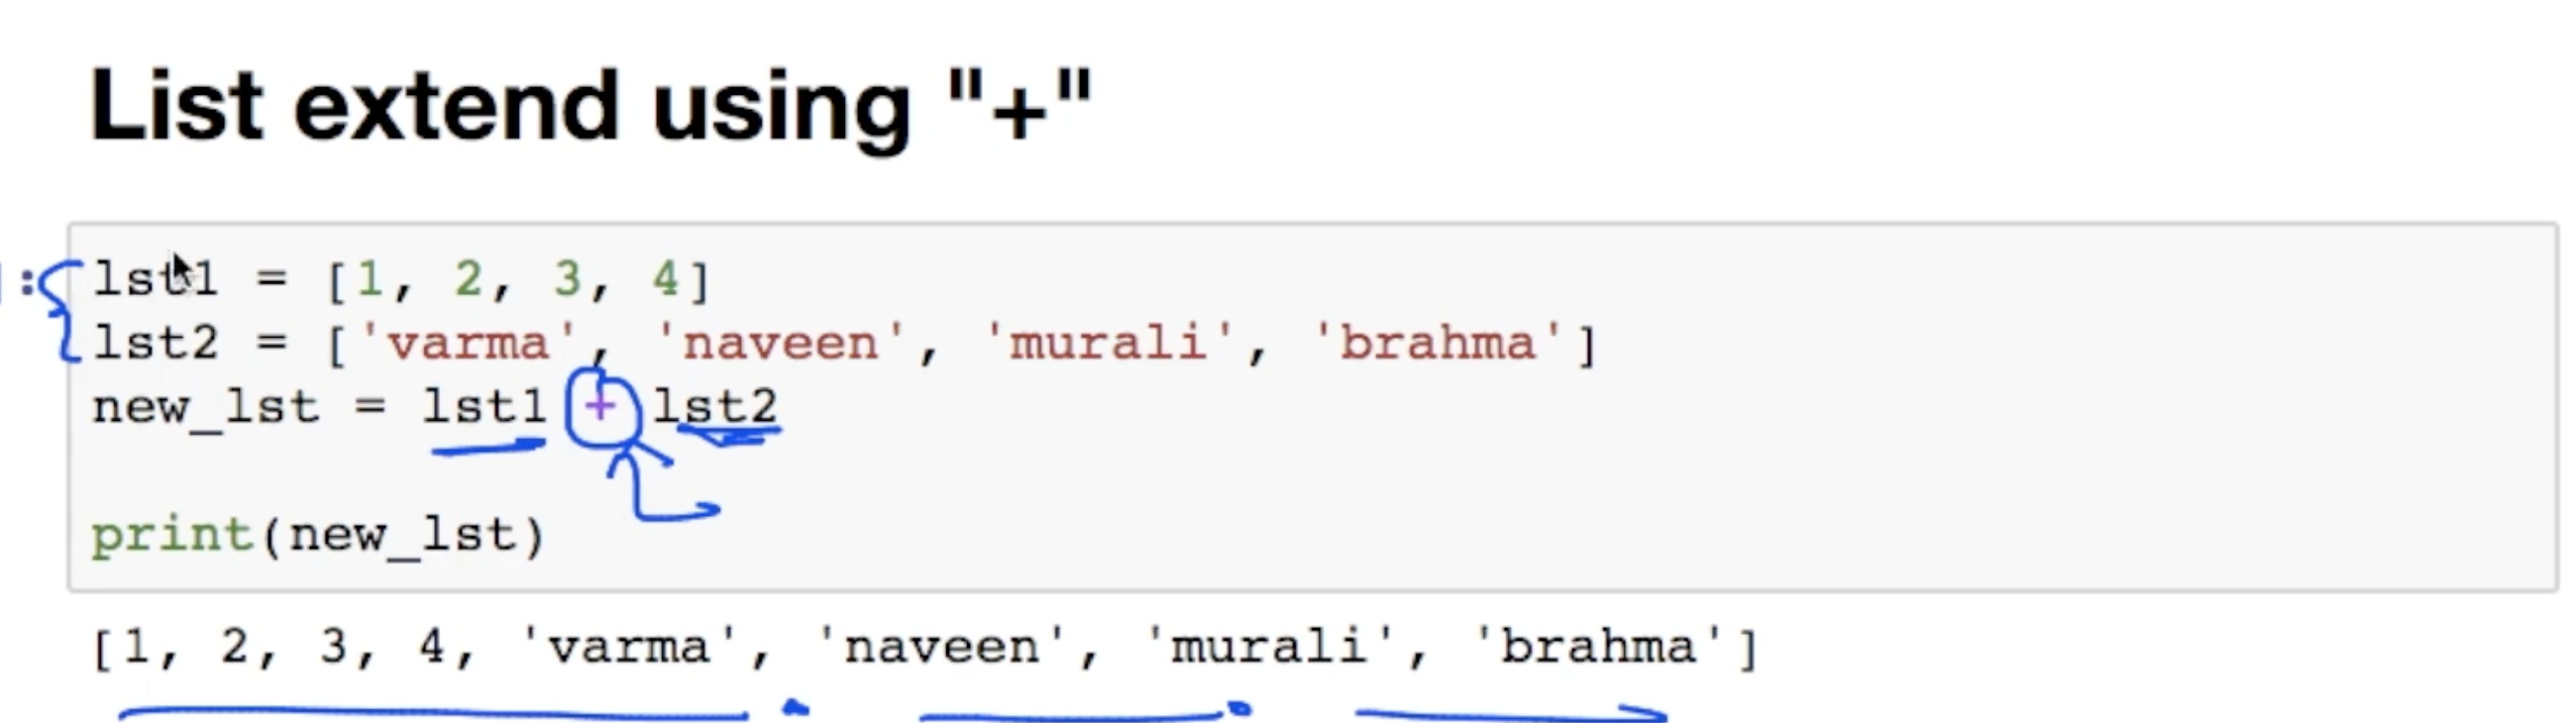 List extend using "+"
:
lst1 = [1, 2, 3, 4]
lst2 = ['varma', 'naveen', 'murali', 'brahma']
new_lst = lst1 + lst2
print(new_lst)
[1, 2, 3, 4, 'varma', 'naveen', 'murali', 'brahma']